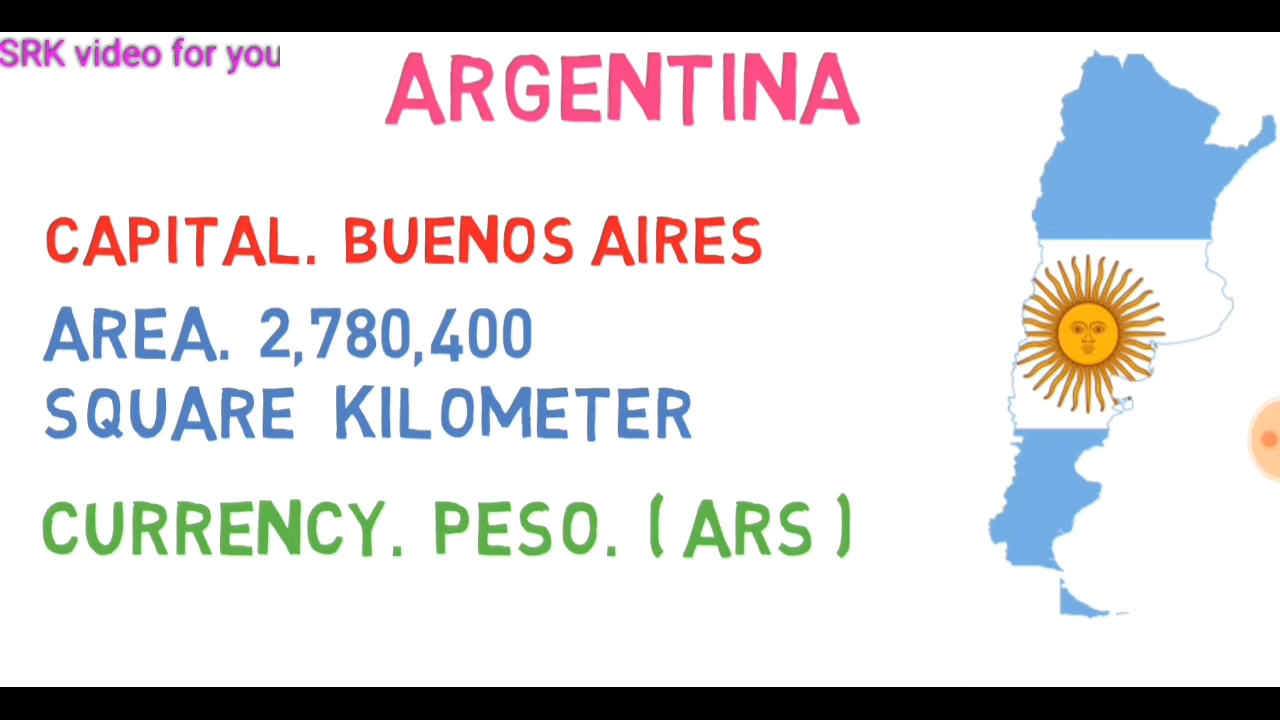 SRK video for you
ARGENTINA
CAPITAL. BUENOS AIRES
AREA. 2,780,400
SQUARE KILOMETER
CURRENCY. PESO. ( ARS )